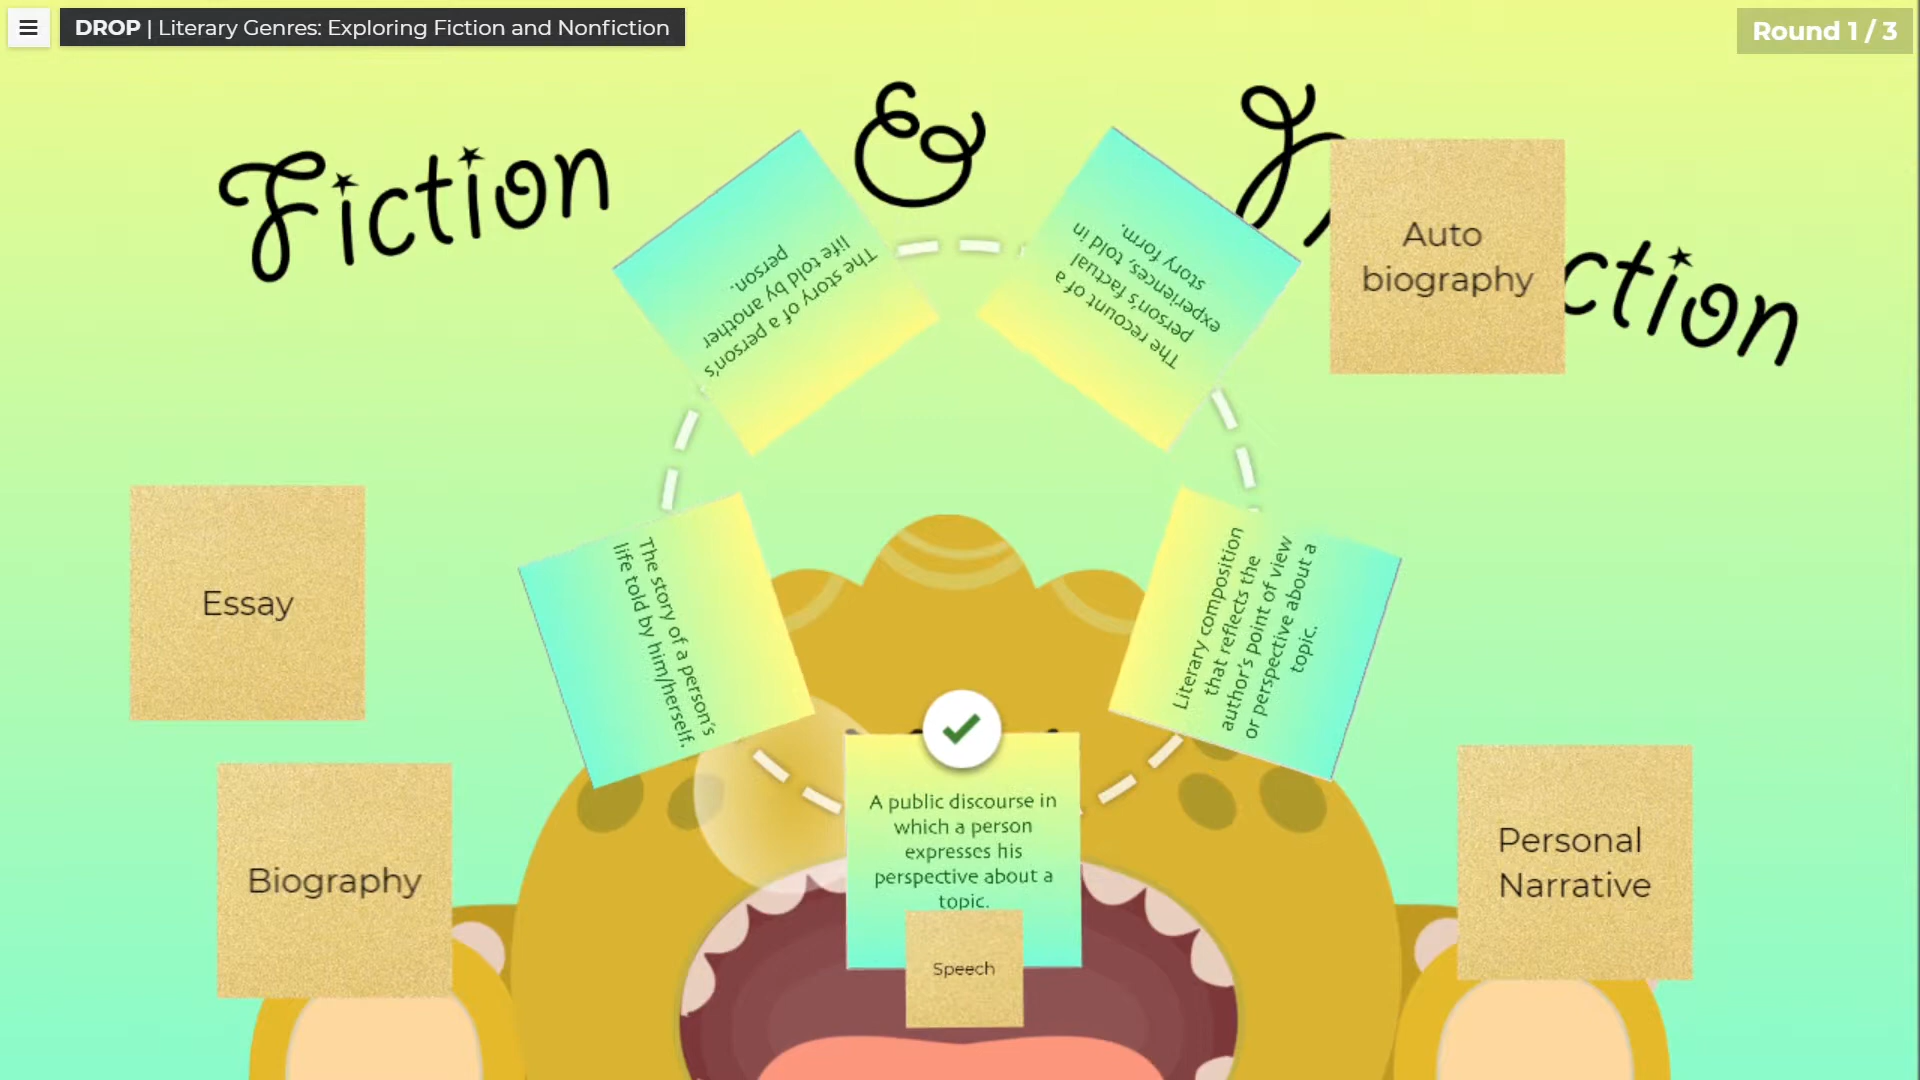 DROP | Literary Genres: Exploring Fiction and Nonfiction
Round 1 / 3
Fiction
&
ction
Auto
biography
The story of a person's
life told by another
person.
The recount of a
person's factual
experiences, told in
story form.
Essay
The story of a person's
life told by him/herself.
Literary composition
that reflects the
author's point of view
or perspective about a
topic.
Biography
A public discourse in
which a person
expresses his
perspective about a
topic.
Speech
Personal
Narrative